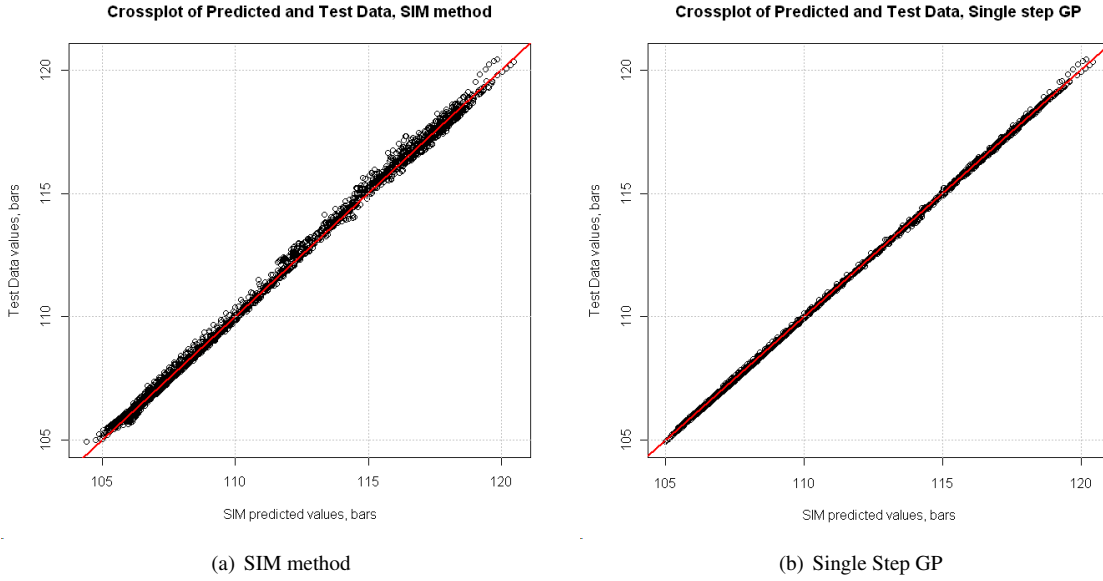 Crossplot of Predicted and Test Data, SIM method
Test Data values, bars
120
115
110
105
105 110 115 120
SIM predicted values, bars
(a) SIM method
Crossplot of Predicted and Test Data, Single step GP
Test Data values, bars
120
115
110
105
105 110 115 120
SIM predicted values, bars
(b) Single Step GP